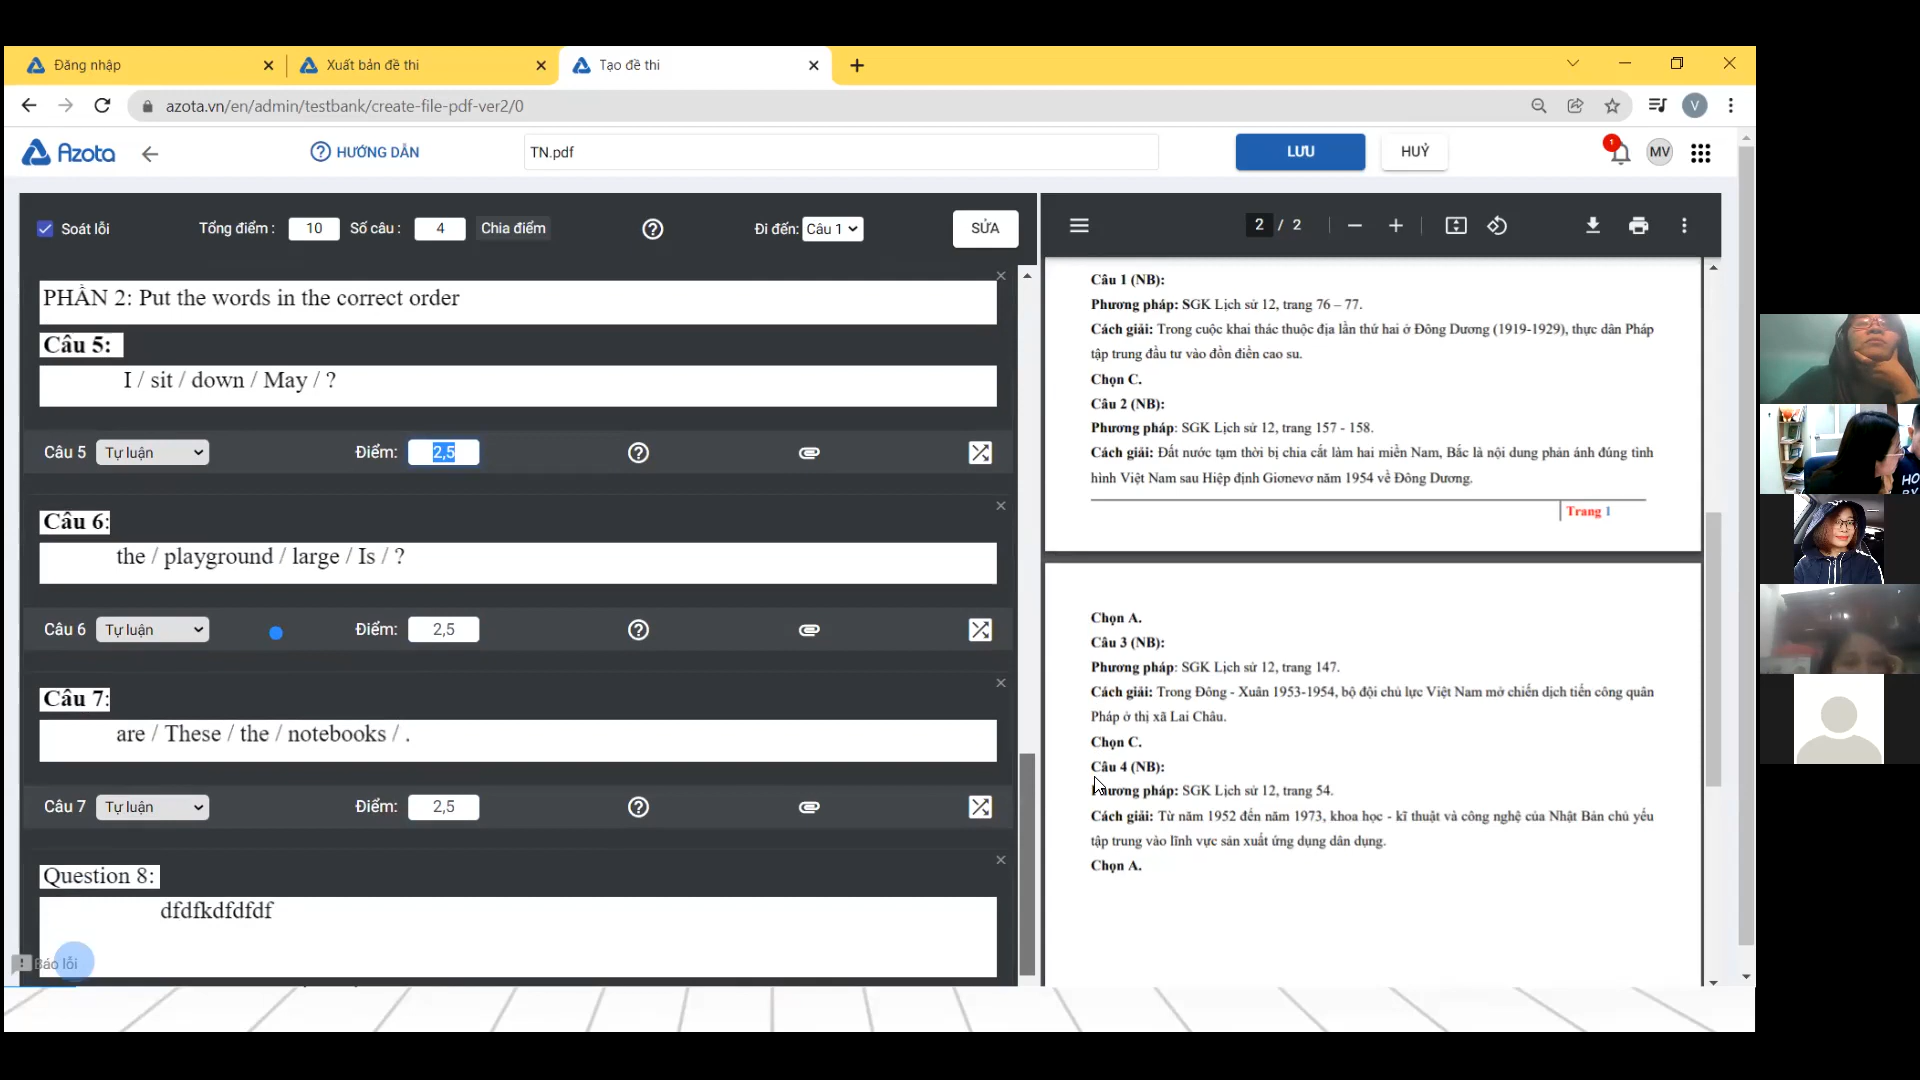 Đăng nhập
Xuất bản đề thi
Tạo đề thi
azota.vn/en/admin/testbank/create-file-pdf-ver2/0
V
Azota
HƯỚNG DẪN
TN.pdf
LƯU
HUỶ
1
MV
Soát lỗi
Tổng điểm :
10
Số câu :
4
Chia điểm
Đi đến:
Câu 1
SỬA
PHẦN 2: Put the words in the correct order
Câu 5:
I / sit / down / May / ?
Câu 5
Tự luận
Điểm:
2,5
Câu 6:
the / playground / large / Is / ?
Câu 6
Tự luận
Điểm:
2,5
Câu 7:
are / These / the / notebooks / .
Câu 7
Tự luận
Điểm:
2,5
Question 8:
dfdfkdfdfdf
Báo lỗi
2 / 2
Câu 1 (NB):
Phương pháp: SGK Lịch sử 12, trang 76 – 77.
Cách giải: Trong cuộc khai thác thuộc địa lần thứ hai ở Đông Dương (1919-1929), thực dân Pháp
tập trung đầu tư vào đồn điền cao su.
Chọn C.
Câu 2 (NB):
Phương pháp: SGK Lịch sử 12, trang 157 - 158.
Cách giải: Đất nước tạm thời bị chia cắt làm hai miền Nam, Bắc là nội dung phản ánh đúng tình
hình Việt Nam sau Hiệp định Giơnevơ năm 1954 về Đông Dương.
Trang 1
Chọn A.
Câu 3 (NB):
Phương pháp: SGK Lịch sử 12, trang 147.
Cách giải: Trong Đông - Xuân 1953-1954, bộ đội chủ lực Việt Nam mở chiến dịch tiến công quân
Pháp ở thị xã Lai Châu.
Chọn C.
Câu 4 (NB):
Phương pháp: SGK Lịch sử 12, trang 54.
Cách giải: Từ năm 1952 đến năm 1973, khoa học - kĩ thuật và công nghệ của Nhật Bản chủ yếu
tập trung vào lĩnh vực sản xuất ứng dụng dân dụng.
Chọn A.
HO
BY